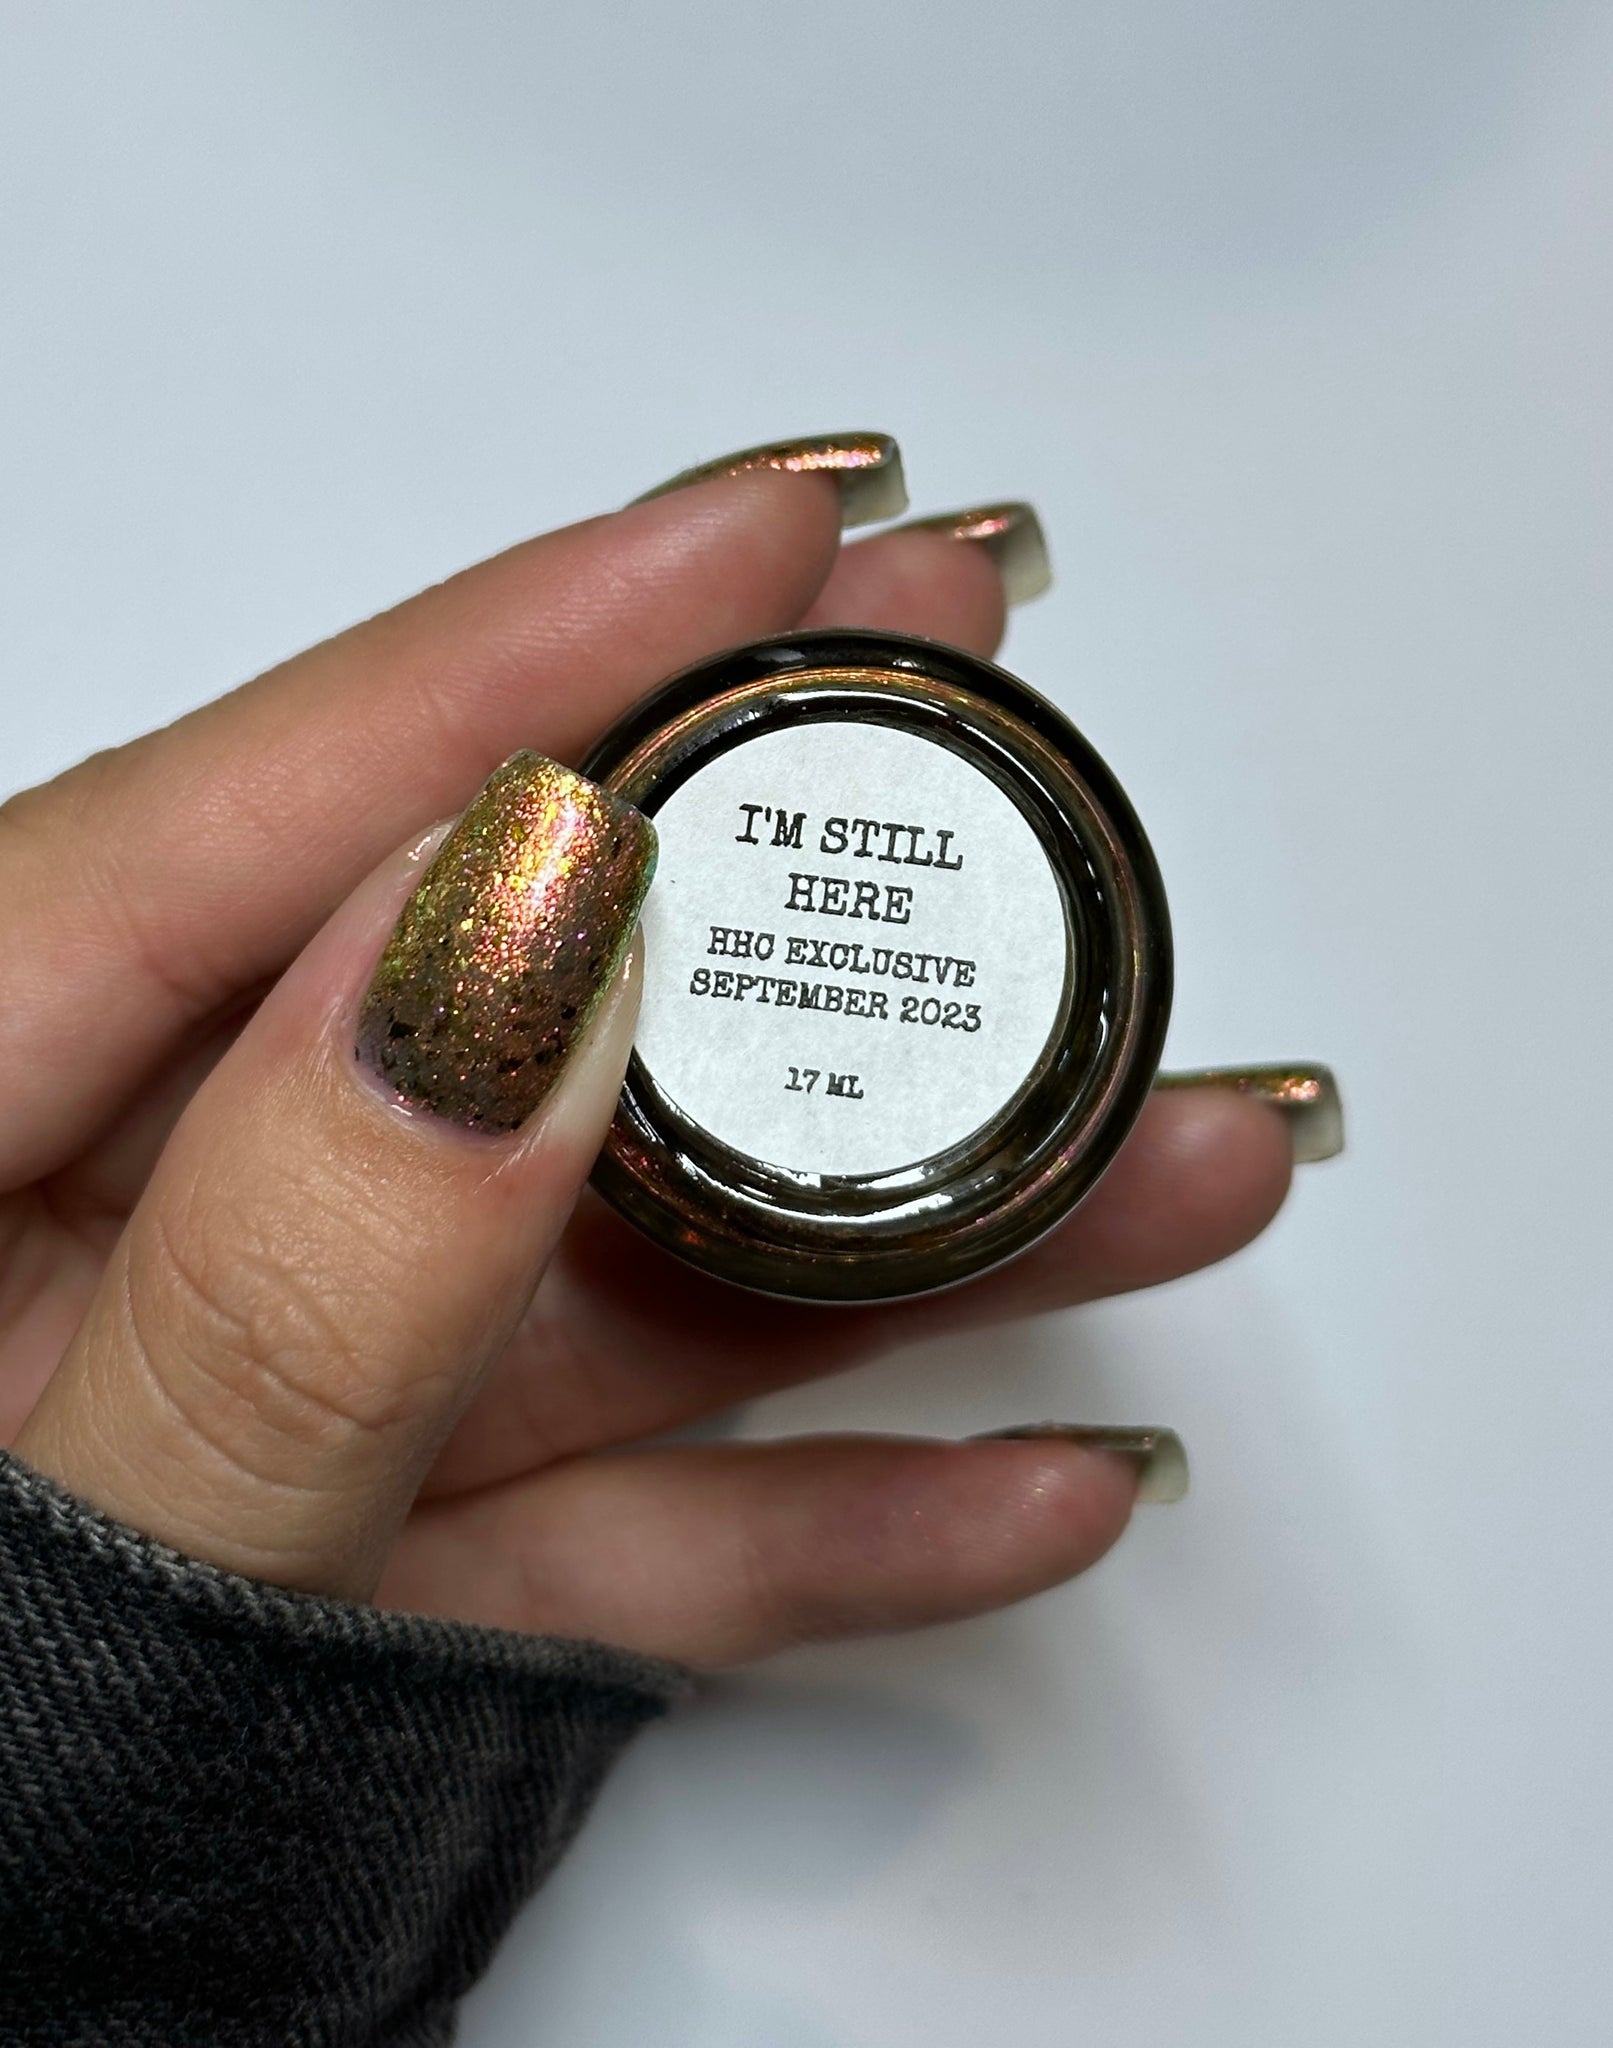 I'M STILL
HERE
HHC EXCLUSIVE
SEPTEMBER 2023
17 ML